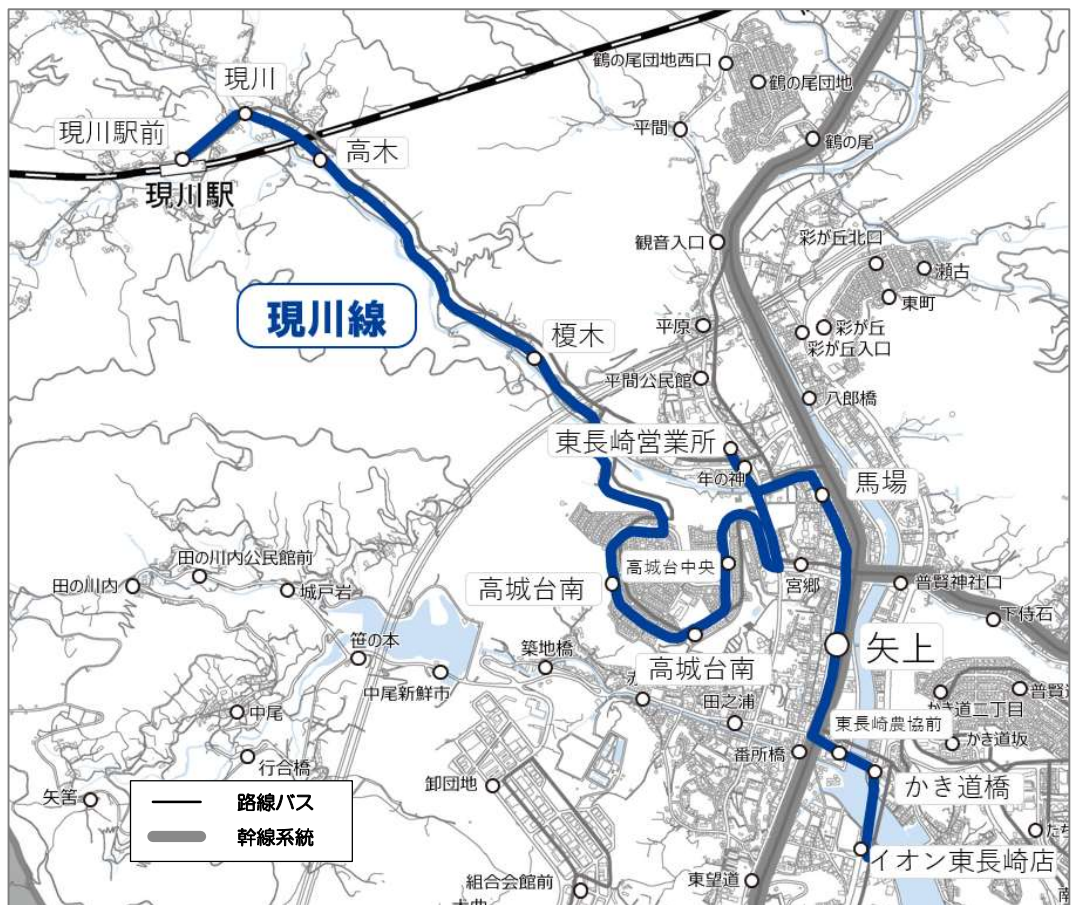 鶴の尾団地西口
鶴の尾団地
現川
現川駅前
高木
平間
鶴の尾
現川駅
観音入口
彩が丘北口
瀬古
東町
現川線
平原
彩が丘
彩が丘入口
榎木
平間公民館
八郎橋
東長崎営業所
年の神
馬場
田の川内公民館前
田の川内
城戸岩
高城台中央
高城台南
宮郷
普賢神社口
下侍石
笹の本
中尾新鮮市
築地橋
高城台南
矢上
中尾
田之浦
かき道二丁目
東長崎農協前
かき道坂
行合橋
番所橋
矢筈
卸団地
かき道橋
路線バス
幹線系統
イオン東長崎店
組合会館前
東望道